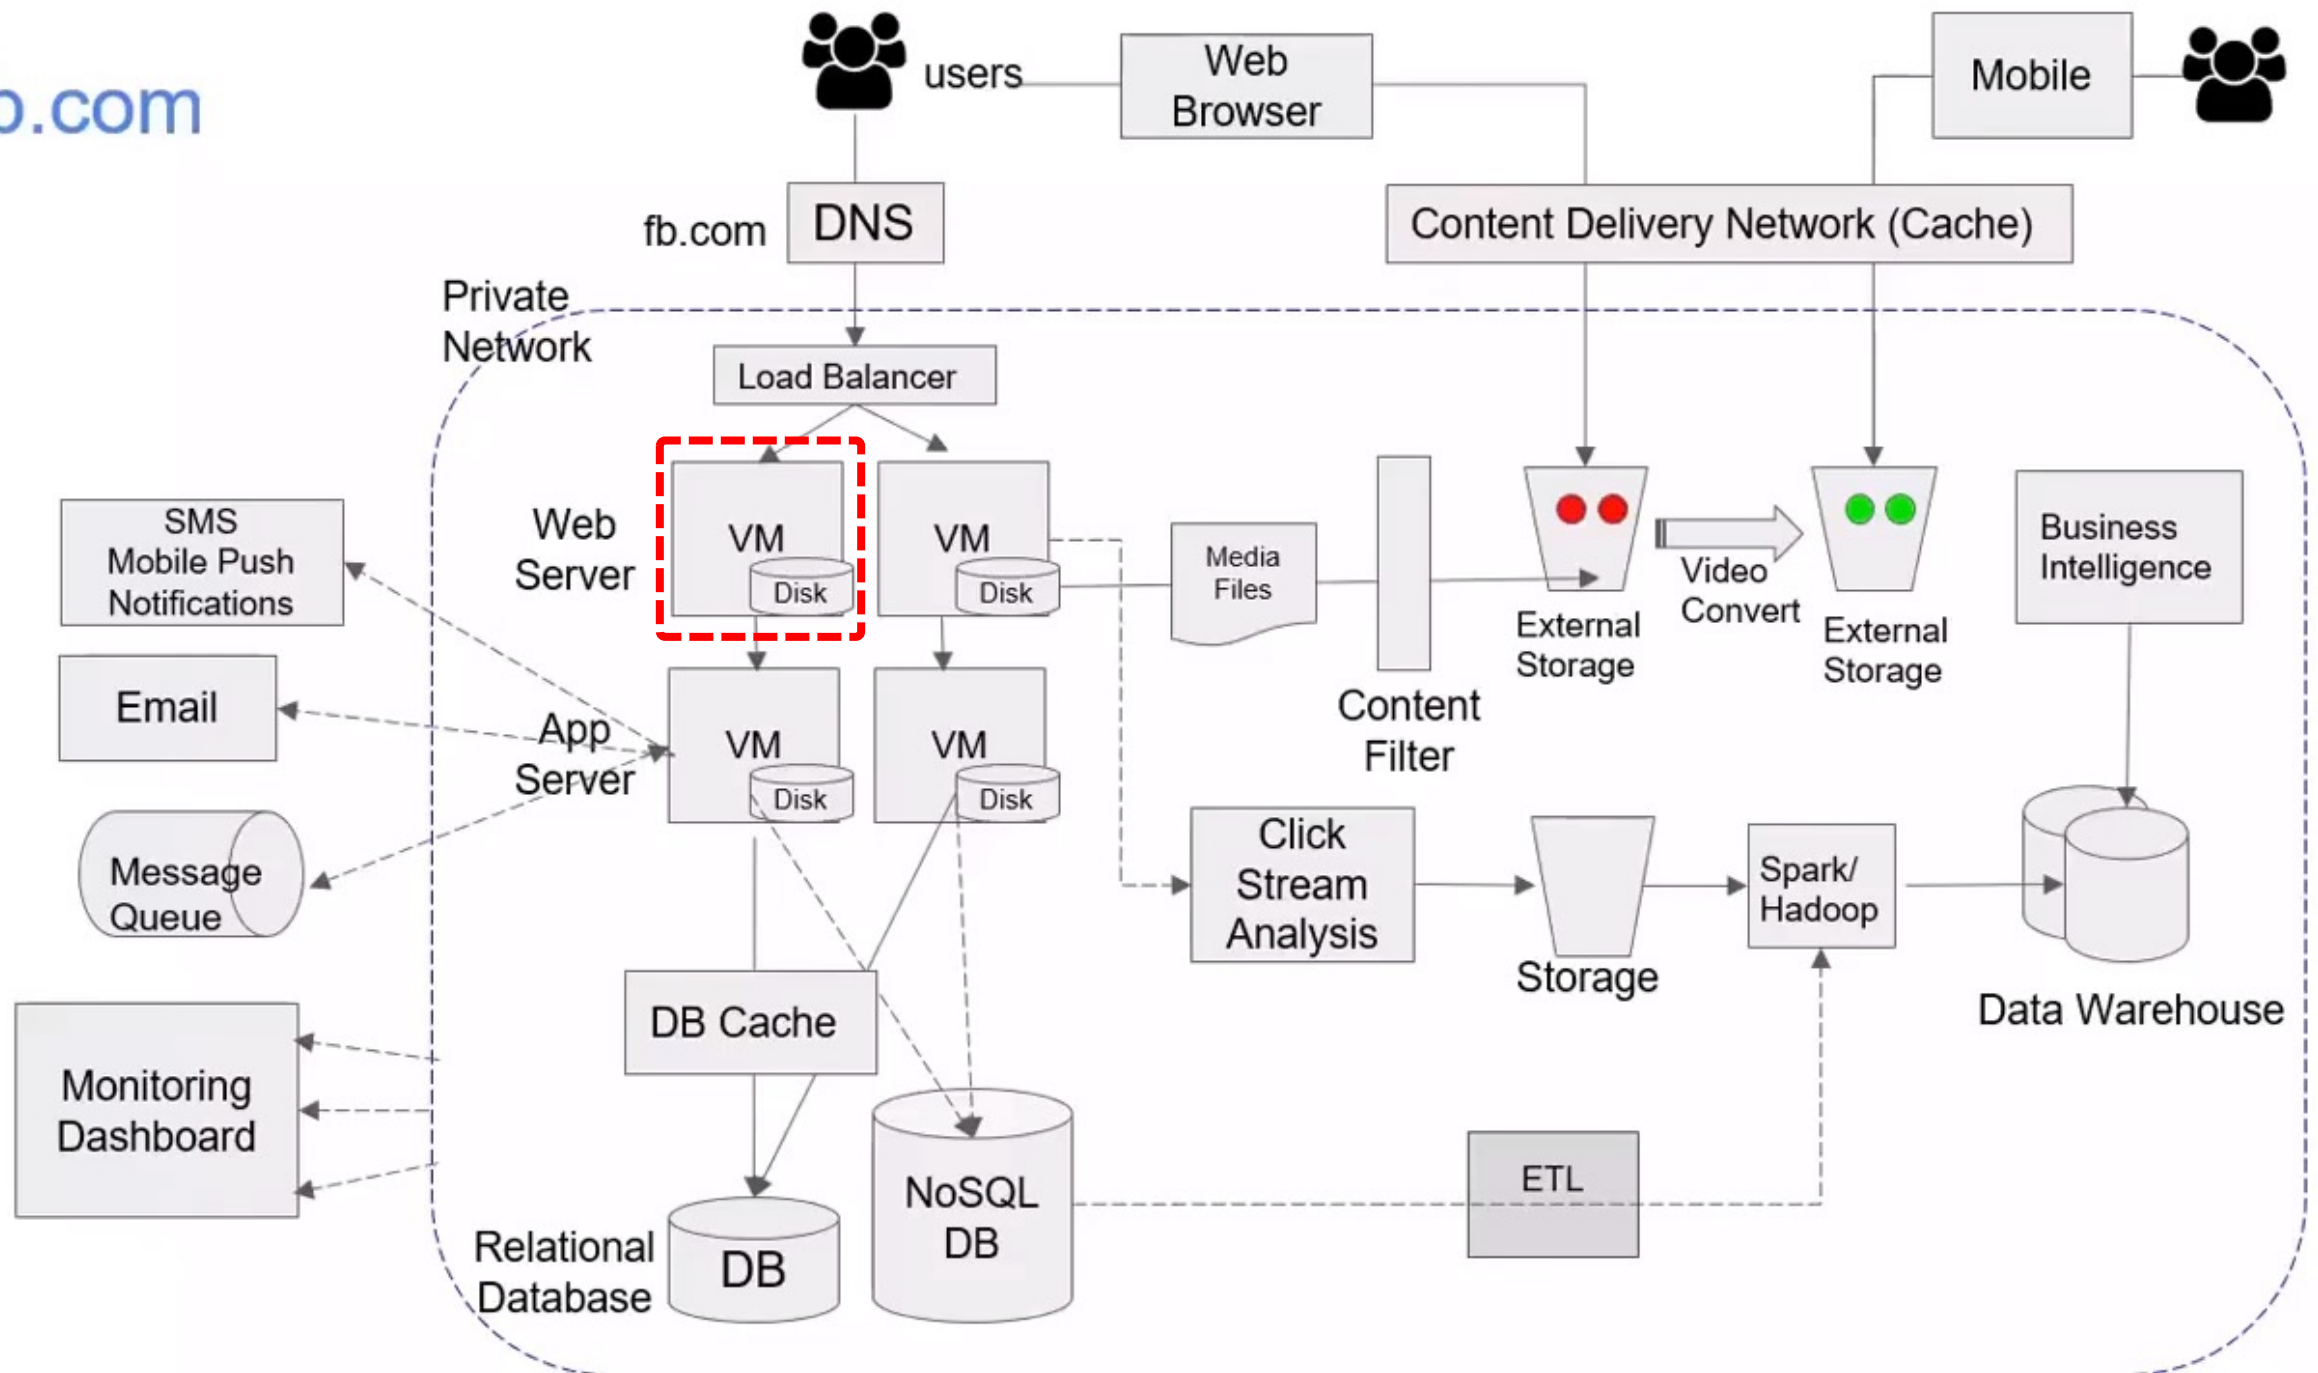 b.com
users
Web
Browser
Mobile
fb.com
DNS
Content Delivery Network (Cache)
Private
Network
Load Balancer
Web
Server
VM
Disk
VM
Disk
Media
Files
Content
Filter
External
Storage
Video
Convert
External
Storage
Business
Intelligence
SMS
Mobile Push
Notifications
Email
Message
Queue
App
Server
VM
Disk
VM
Disk
Click
Stream
Analysis
Storage
Spark/
Hadoop
Data Warehouse
DB Cache
Monitoring
Dashboard
Relational
Database
DB
NoSQL
DB
ETL